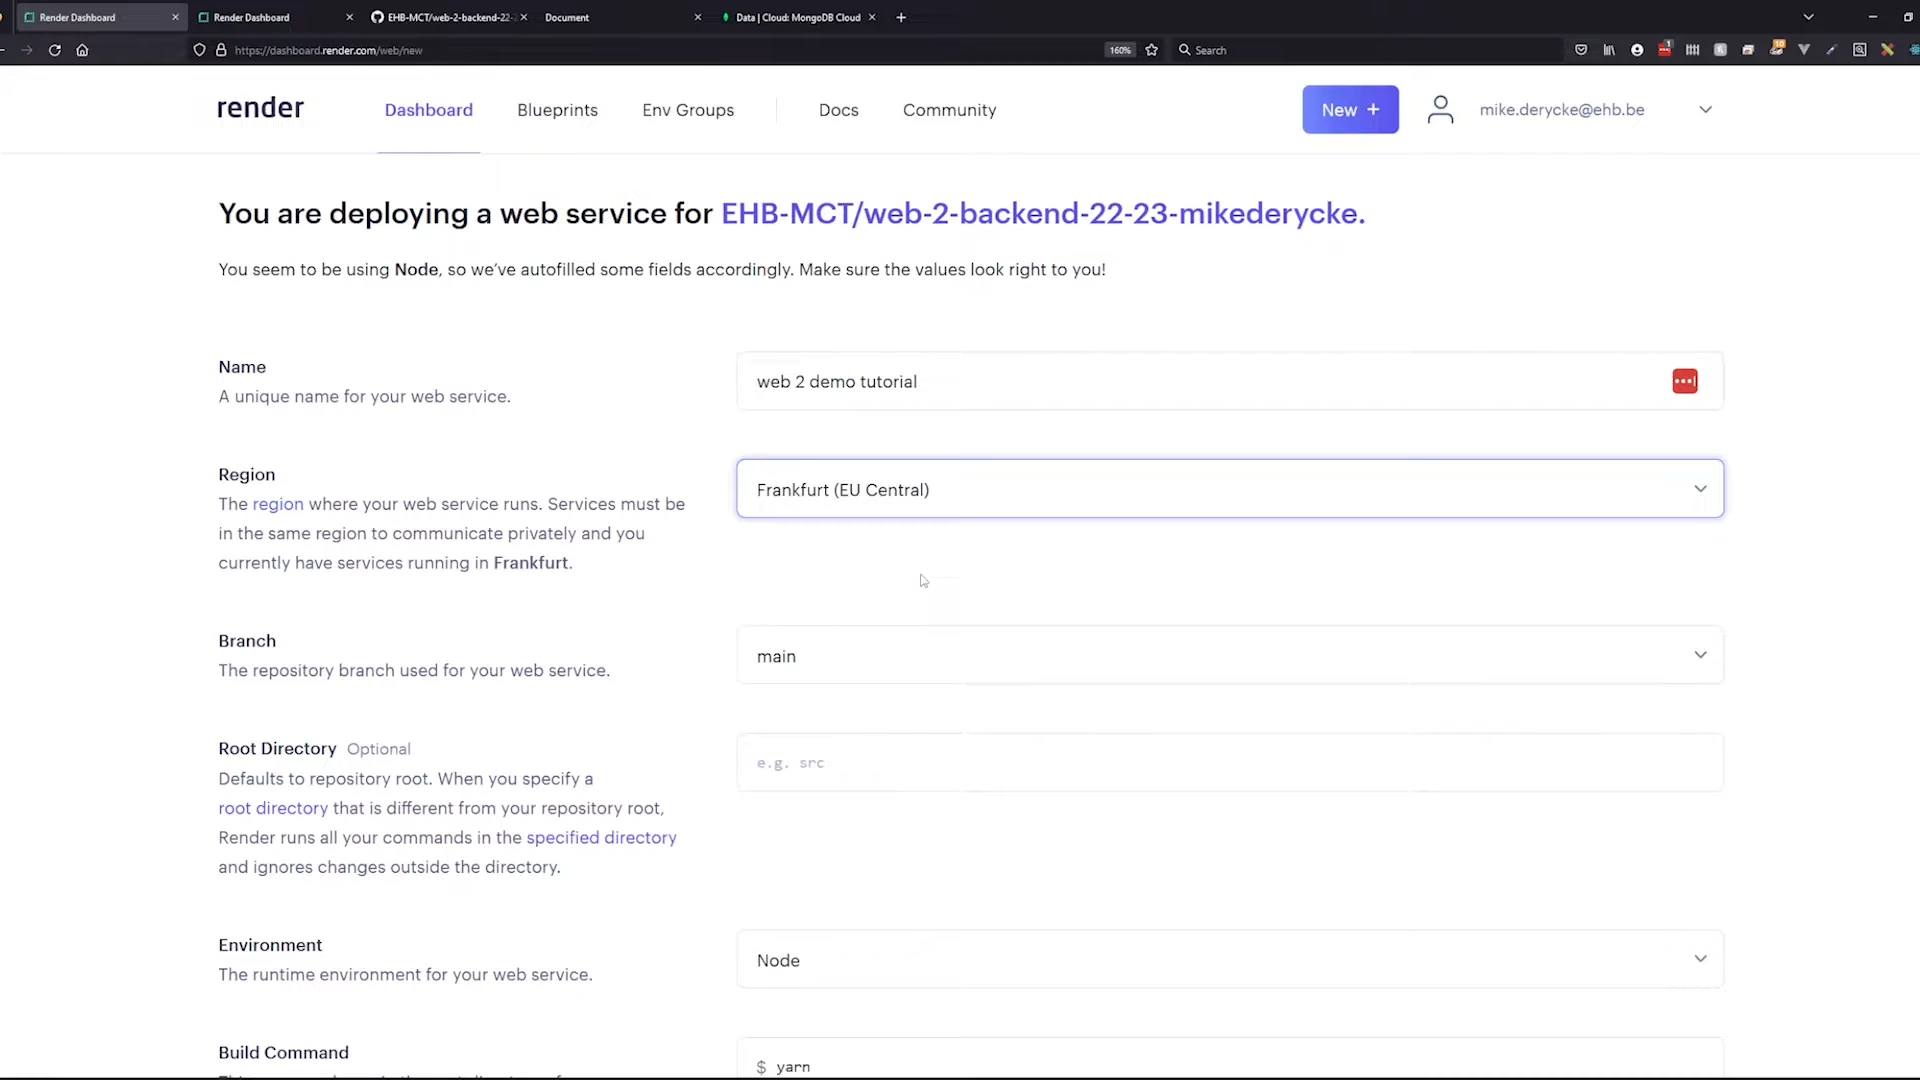 Render Dashboard
Render Dashboard
EHB-MCT/web-2-backend-22-
Document
Data | Cloud: MongoDB Cloud
https://dashboard.render.com/web/new
160%
Search
render
Dashboard
Blueprints
Env Groups
Docs
Community
New +
mike.derycke@ehb.be
You are deploying a web service for EHB-MCT/web-2-backend-22-23-mikederycke.
You seem to be using Node, so we've autofilled some fields accordingly. Make sure the values look right to you!
Name
A unique name for your web service.
web 2 demo tutorial
Region
The region where your web service runs. Services must be
in the same region to communicate privately and you
currently have services running in Frankfurt.
Frankfurt (EU Central)
Branch
The repository branch used for your web service.
main
Root Directory Optional
Defaults to repository root. When you specify a
root directory that is different from your repository root,
Render runs all your commands in the specified directory
and ignores changes outside the directory.
e.g. src
Environment
The runtime environment for your web service.
Node
Build Command
$ yarn